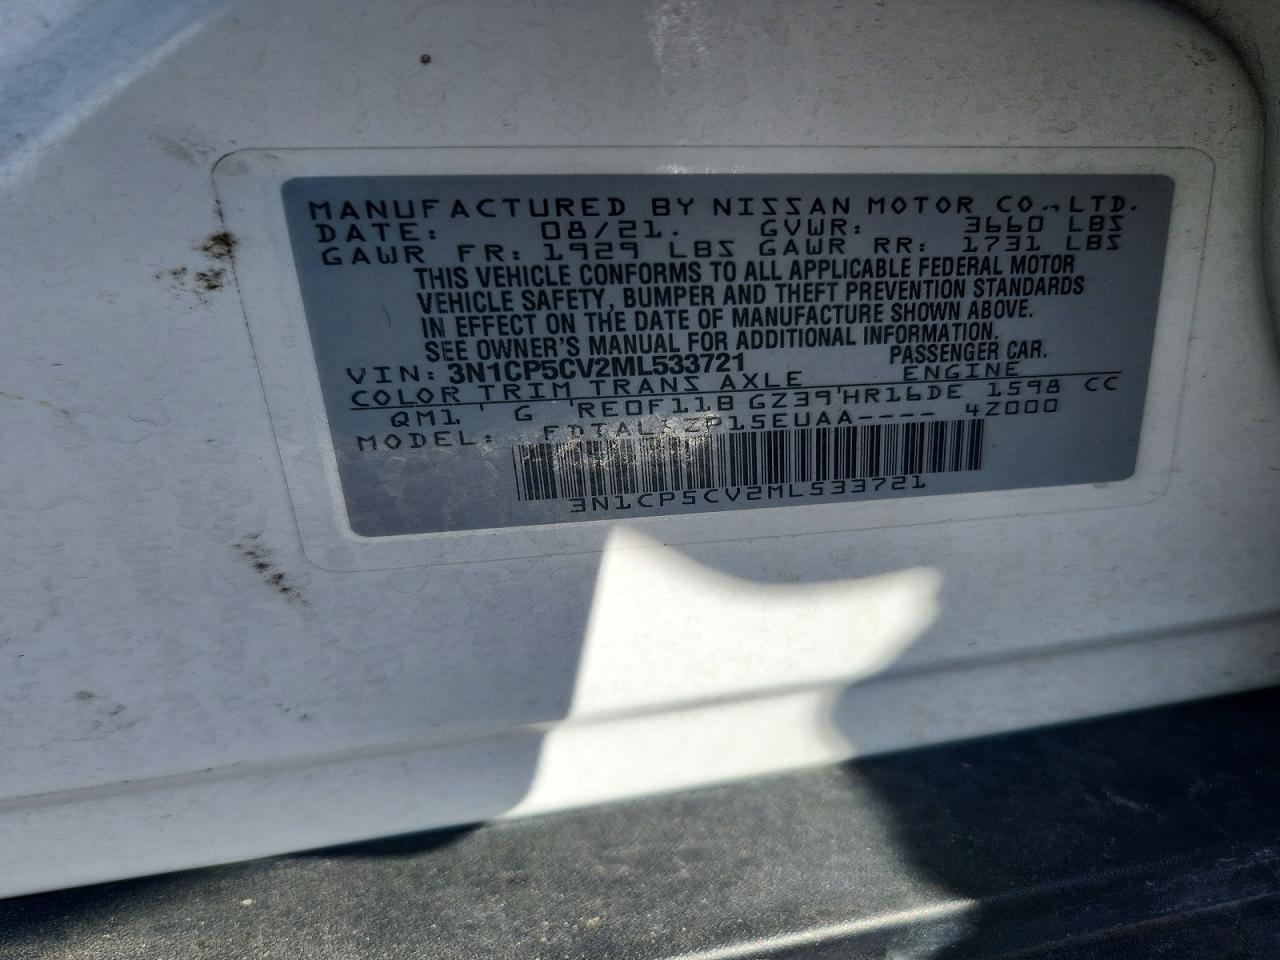 MANUFACTURED BY NISSAN MOTOR CO., LTD.
DATE: 08/21. GVWR: 3660 LBS
GAWR FR: 1929 LBS GAWR RR: 1731 LBS
THIS VEHICLE CONFORMS TO ALL APPLICABLE FEDERAL MOTOR
VEHICLE SAFETY, BUMPER AND THEFT PREVENTION STANDARDS
IN EFFECT ON THE DATE OF MANUFACTURE SHOWN ABOVE.
SEE OWNER'S MANUAL FOR ADDITIONAL INFORMATION.
VIN: 3N1CP5CV2ML533721 PASSENGER CAR.
COLOR TRIM TRANS AXLE ENGINE
QM1 G RE0F11B GZ39 HR16DE 1598 CC
MODEL: 4Z000
3N1CP5CV2ML533721